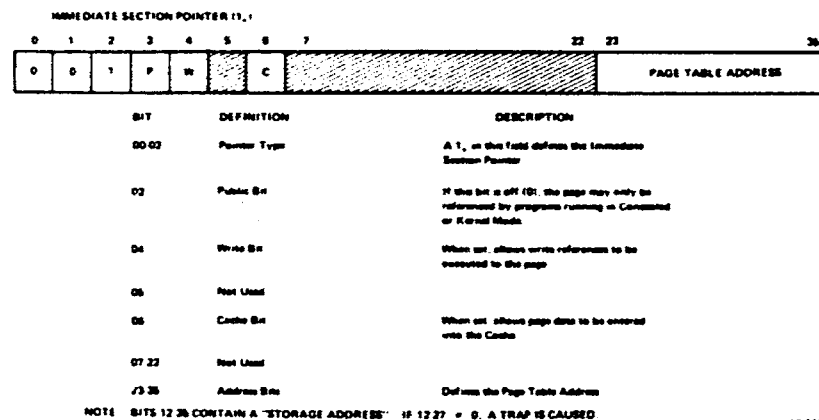 IMMEDIATE SECTION POINTER (1₈)
0 1 2 3 4 5 6 7 22 23
0 0 1 P W C PAGE TABLE ADDRESS
BIT DEFINITION DESCRIPTION
00-02 Pointer Type A 1₈ in this field defines the Immediate
Section Pointer
Public Bit If this bit is off (0), the page may only be
referenced by programs running in Concealed
or Kernel Mode.
04 Write Bit When set, allows write references to be
executed to the page
05 Not Used
06 Cache Bit When set, allows page data to be entered
into the Cache
07-22 Not Used
23-35 Address Bits Defines the Page Table Address
NOTE BITS 12-35 CONTAIN A "STORAGE ADDRESS" IF 12-27 ≠ 0, A TRAP IS CAUSED.